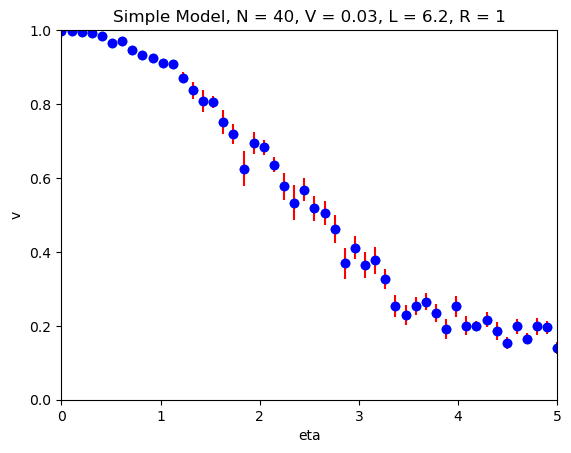 Simple Model, N = 40, V = 0.03, L = 6.2, R = 1
1.0
0.8
0.6
0.4
0.2
0.0
v
0 1 2 3 4 5
eta